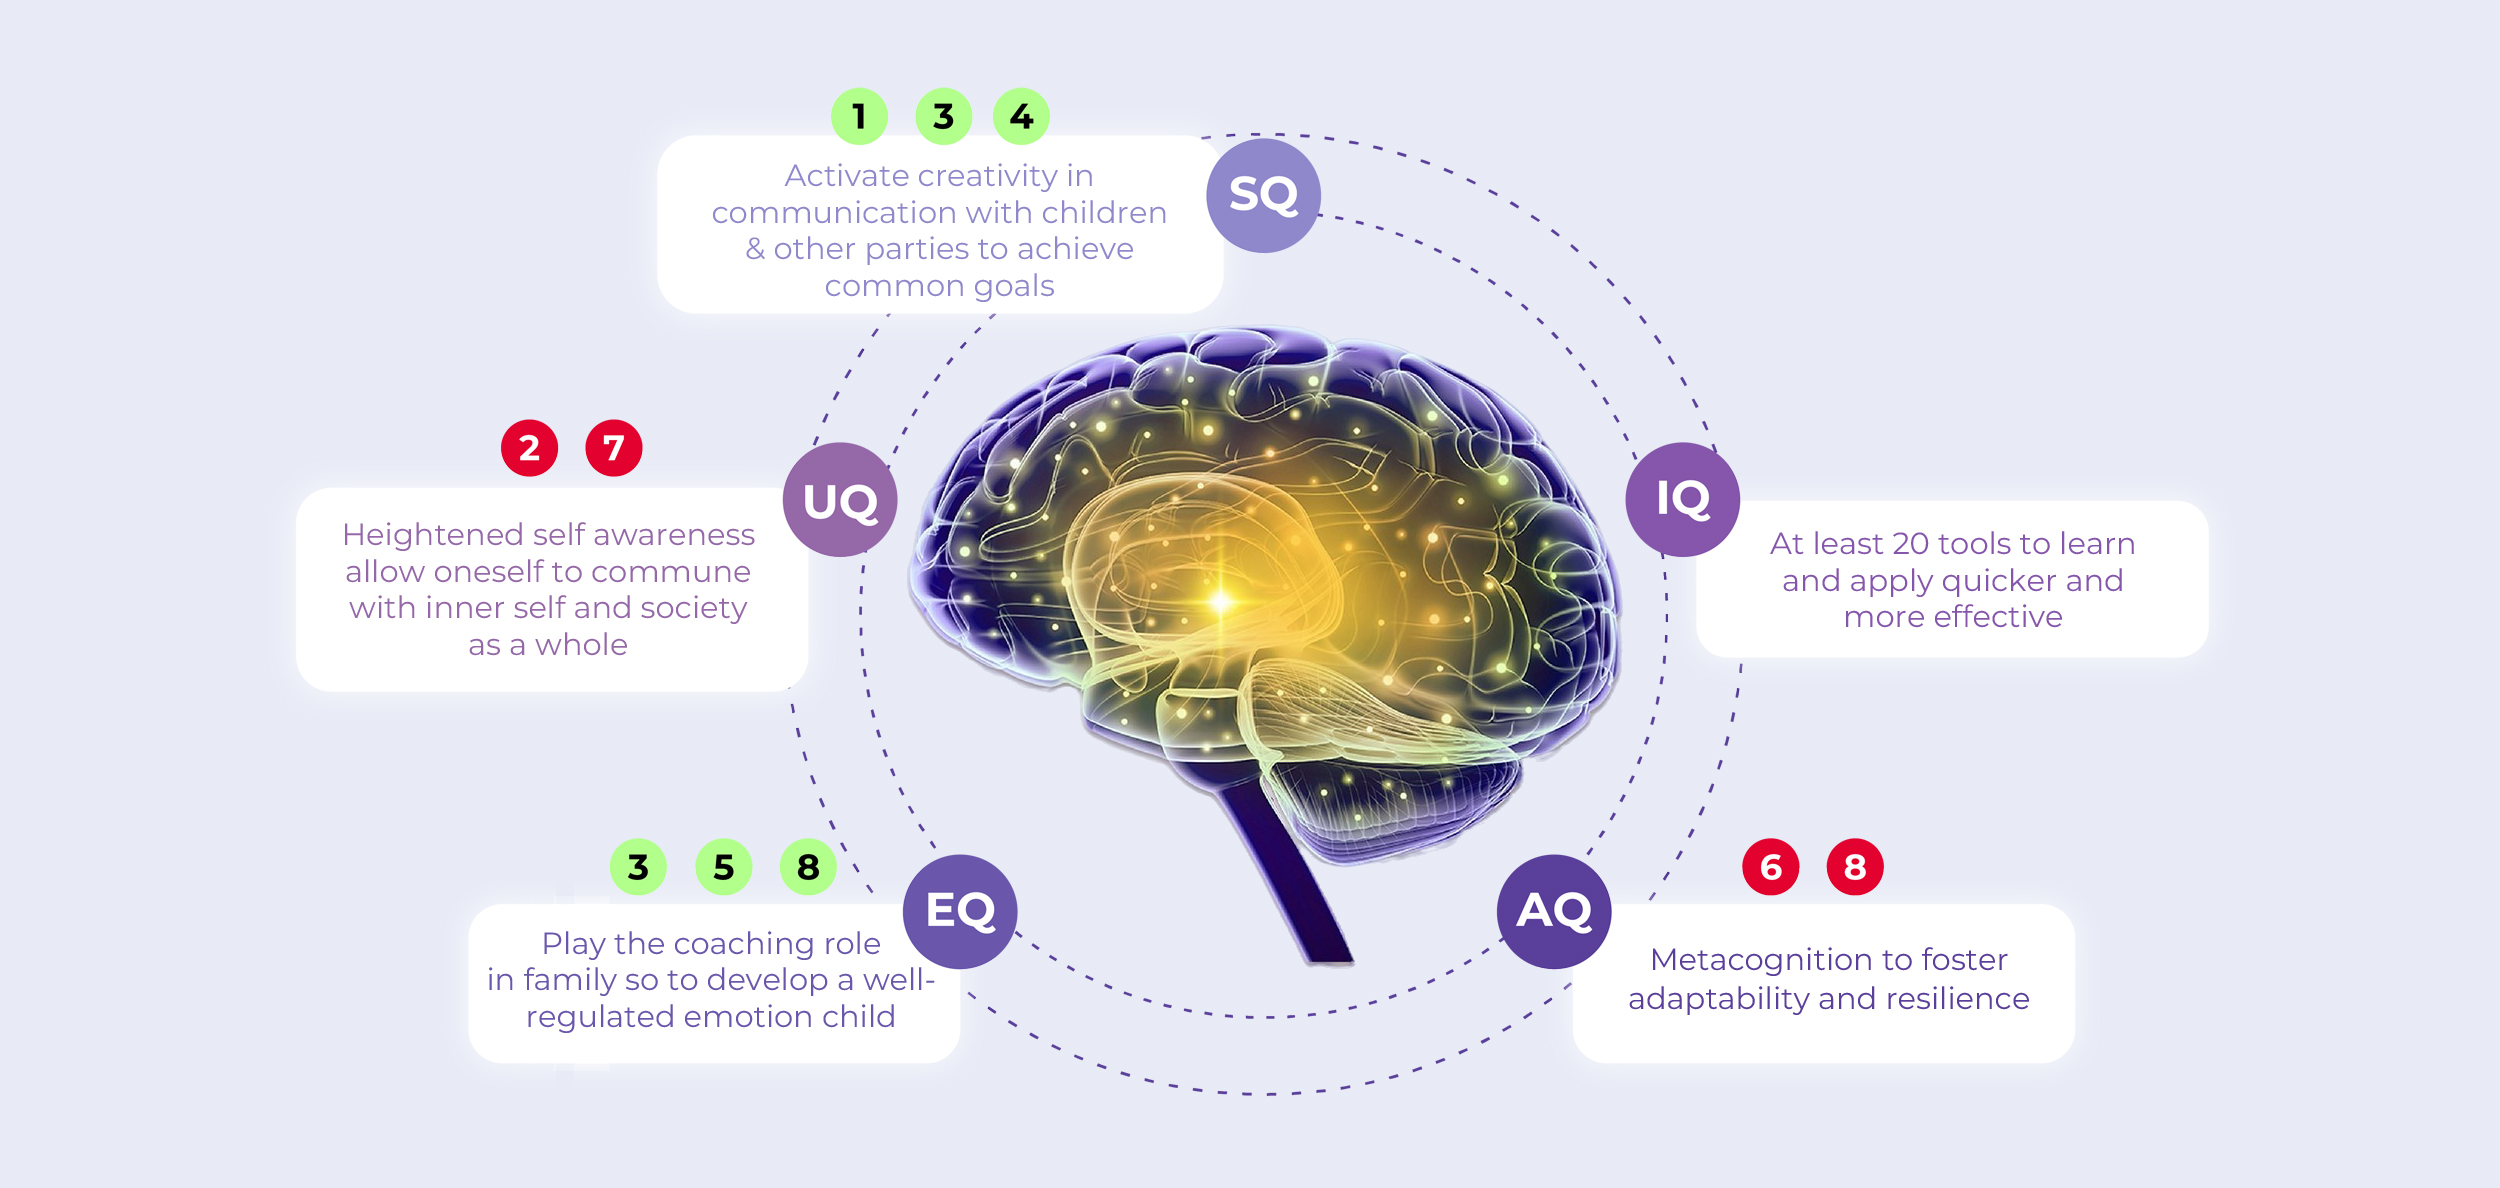 1 3 4
Activate creativity in
communication with children
& other parties to achieve
common goals
SQ
2 7
UQ
Heightened self awareness
allow oneself to commune
with inner self and society
as a whole
IQ
At least 20 tools to learn
and apply quicker and
more effective
3 5 8
EQ
Play the coaching role
in family so to develop a well-
regulated emotion child
6 8
AQ
Metacognition to foster
adaptability and resilience